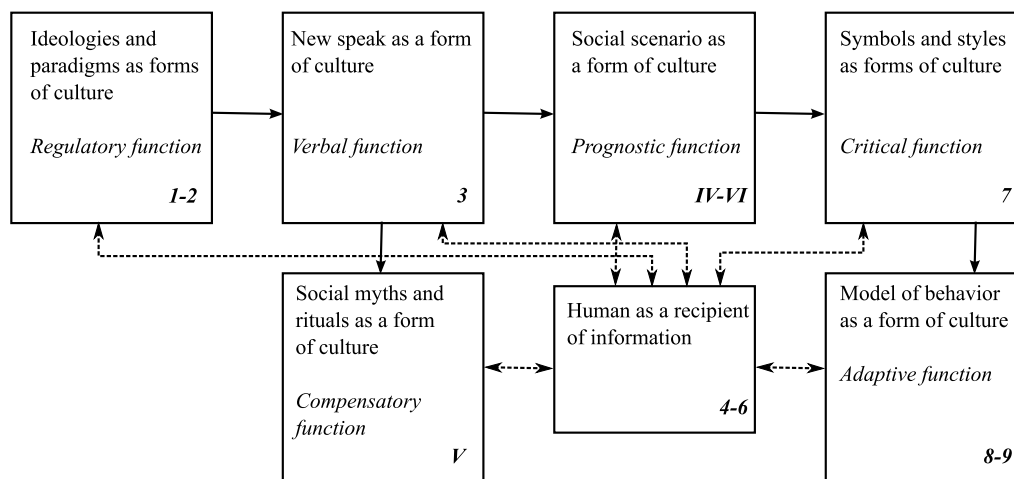 Ideologies and
paradigms as forms
of culture
Regulatory function
1-2
New speak as a form
of culture
Verbal function
3
Social scenario as
a form of culture
Prognostic function
IV-VI
Symbols and styles
as forms of culture
Critical function
7
Social myths and
rituals as a form
of culture
Compensatory
function
V
Human as a recipient
of information
4-6
Model of behavior
as a form of culture
Adaptive function
8-9